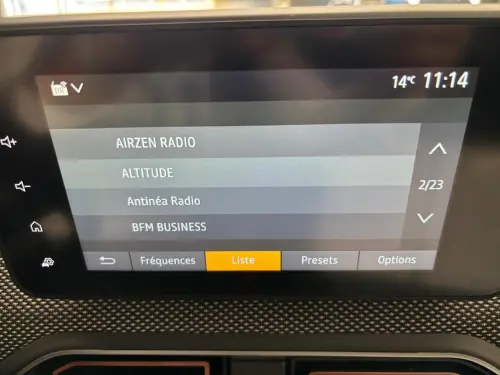 14°C 11:14
AIRZEN RADIO
ALTITUDE
2/23
Antinéa Radio
BFM BUSINESS
Fréquences Liste Presets Options